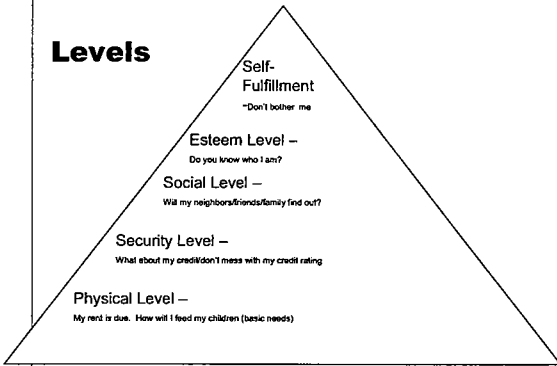 Levels
Self-
Fulfillment
-Don't bother me
Esteem Level –
Do you know who I am?
Social Level –
Will my neighbors/friends/family find out?
Security Level –
What about my credit/don't mess with my credit rating
Physical Level –
My rent is due. How will I feed my children (basic needs)